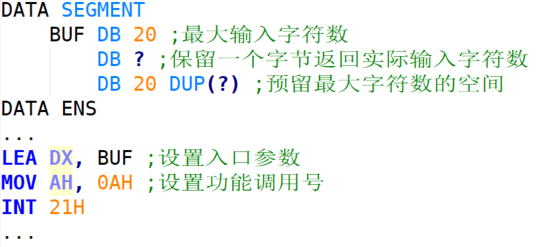 DATA SEGMENT
BUF DB 20 ;最大输入字符数
DB ? ;保留一个字节返回实际输入字符数
DB 20 DUP(?) ;预留最大字符数的空间
DATA ENS
...
LEA DX, BUF ;设置入口参数
MOV AH, 0AH ;设置功能调用号
INT 21H
...